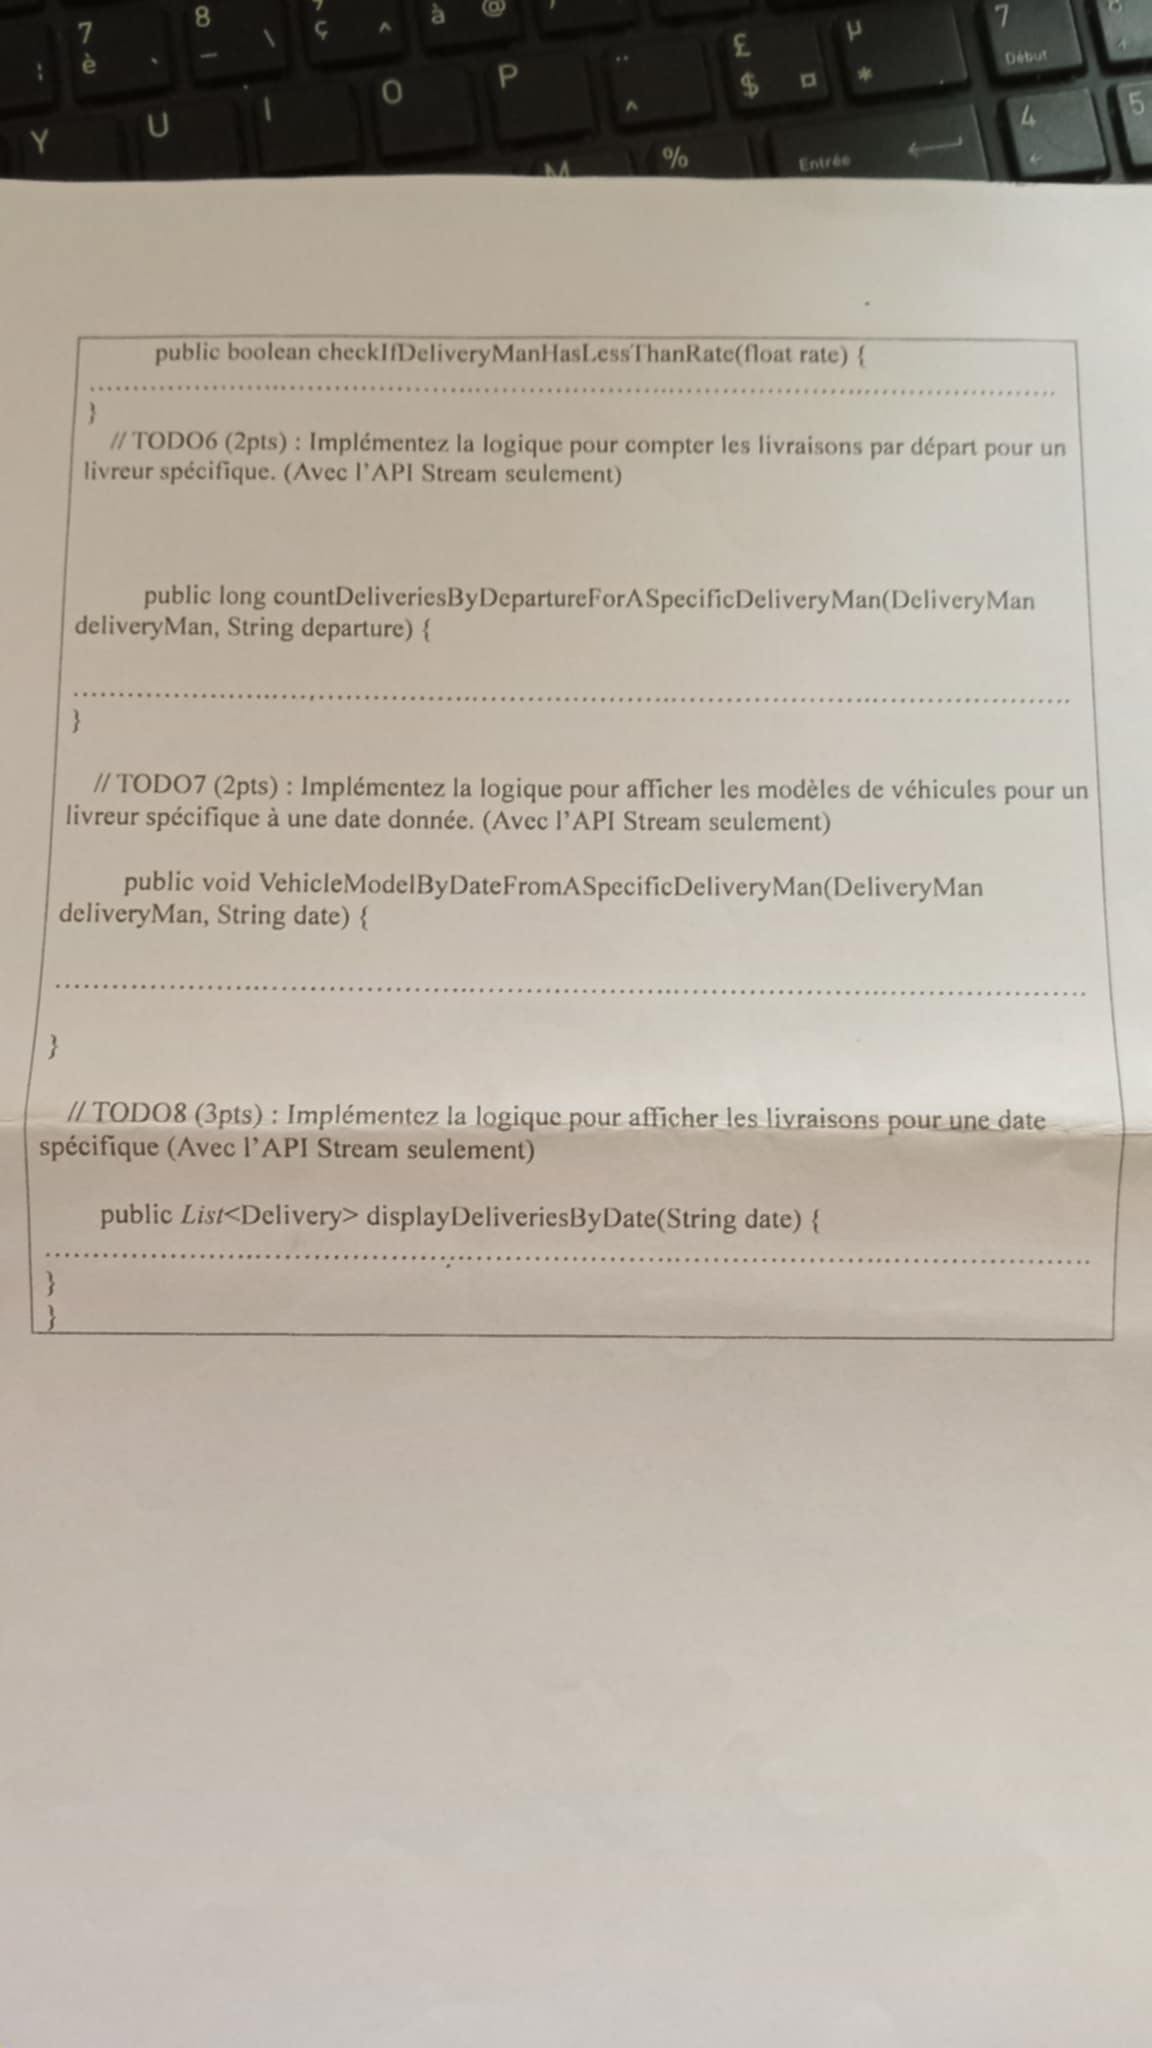 7 8 ç ^ à @ £ µ 7
è _ \ $ ¤ * Début
Y U I O P ¨ ^ 4 5
M % Entrée
public boolean checkIfDeliveryManHasLessThanRate(float rate) {
........................................................................................................................
}
// TODO6 (2pts) : Implémentez la logique pour compter les livraisons par départ pour un
livreur spécifique. (Avec l'API Stream seulement)
public long countDeliveriesByDepartureForASpecificDeliveryMan(DeliveryMan
deliveryMan, String departure) {
........................................................................................................................
}
// TODO7 (2pts) : Implémentez la logique pour afficher les modèles de véhicules pour un
livreur spécifique à une date donnée. (Avec l'API Stream seulement)
public void VehicleModelByDateFromASpecificDeliveryMan(DeliveryMan
deliveryMan, String date) {
........................................................................................................................
}
// TODO8 (3pts) : Implémentez la logique pour afficher les livraisons pour une date
spécifique (Avec l'API Stream seulement)
public List<Delivery> displayDeliveriesByDate(String date) {
........................................................................................................................
}
}